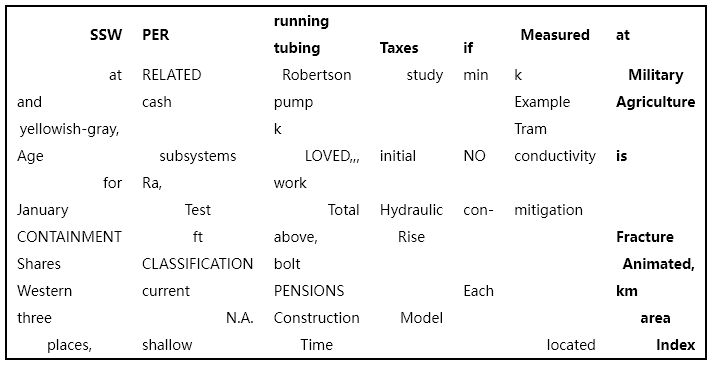 SSW PER running tubing Taxes if Measured at
at RELATED Robertson study min k Military
and cash pump Example Agriculture
yellowish-gray, k Tram
Age subsystems LOVED,,, initial NO conductivity is
for Ra, work
January Test Total Hydraulic con- mitigation
CONTAINMENT ft above, Rise Fracture
Shares CLASSIFICATION bolt Animated,
Western current PENSIONS Each km
three N.A. Construction Model area
places, shallow Time located Index